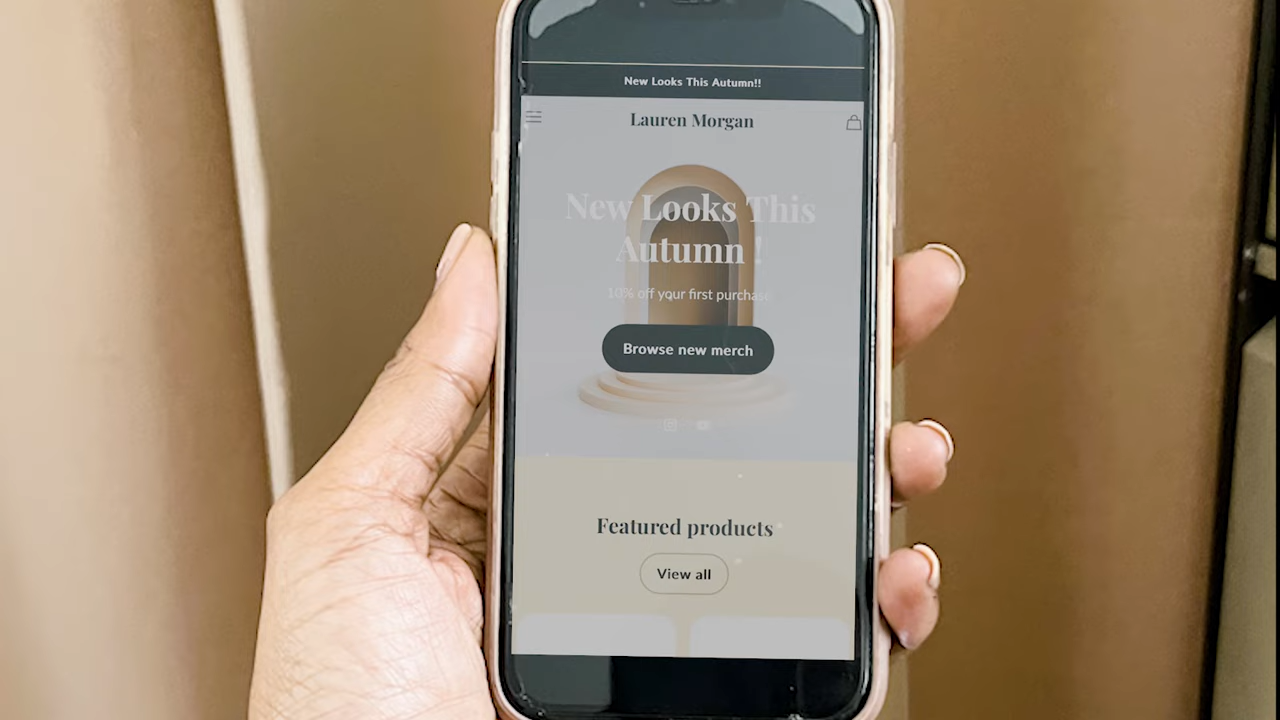 New Looks This Autumn!!
Lauren Morgan
New Looks This
Autumn !
10% off your first purchase
Browse new merch
Featured products
View all